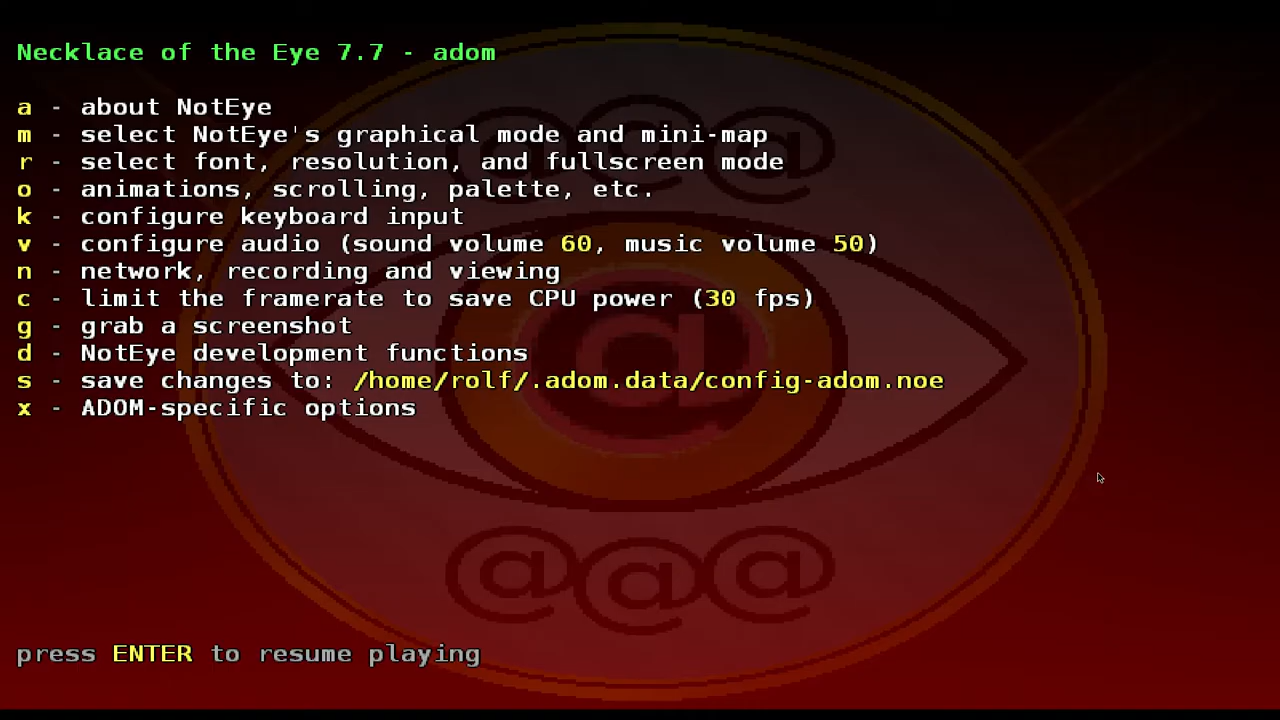 Necklace of the Eye 7.7 - adom
a - about NotEye
m - select NotEye's graphical mode and mini-map
r - select font, resolution, and fullscreen mode
o - animations, scrolling, palette, etc.
k - configure keyboard input
v - configure audio (sound volume 60, music volume 50)
n - network, recording and viewing
c - limit the framerate to save CPU power (30 fps)
g - grab a screenshot
d - NotEye development functions
s - save changes to: /home/rolf/.adom.data/config-adom.noe
x - ADOM-specific options
@@@
@
@@@
press ENTER to resume playing